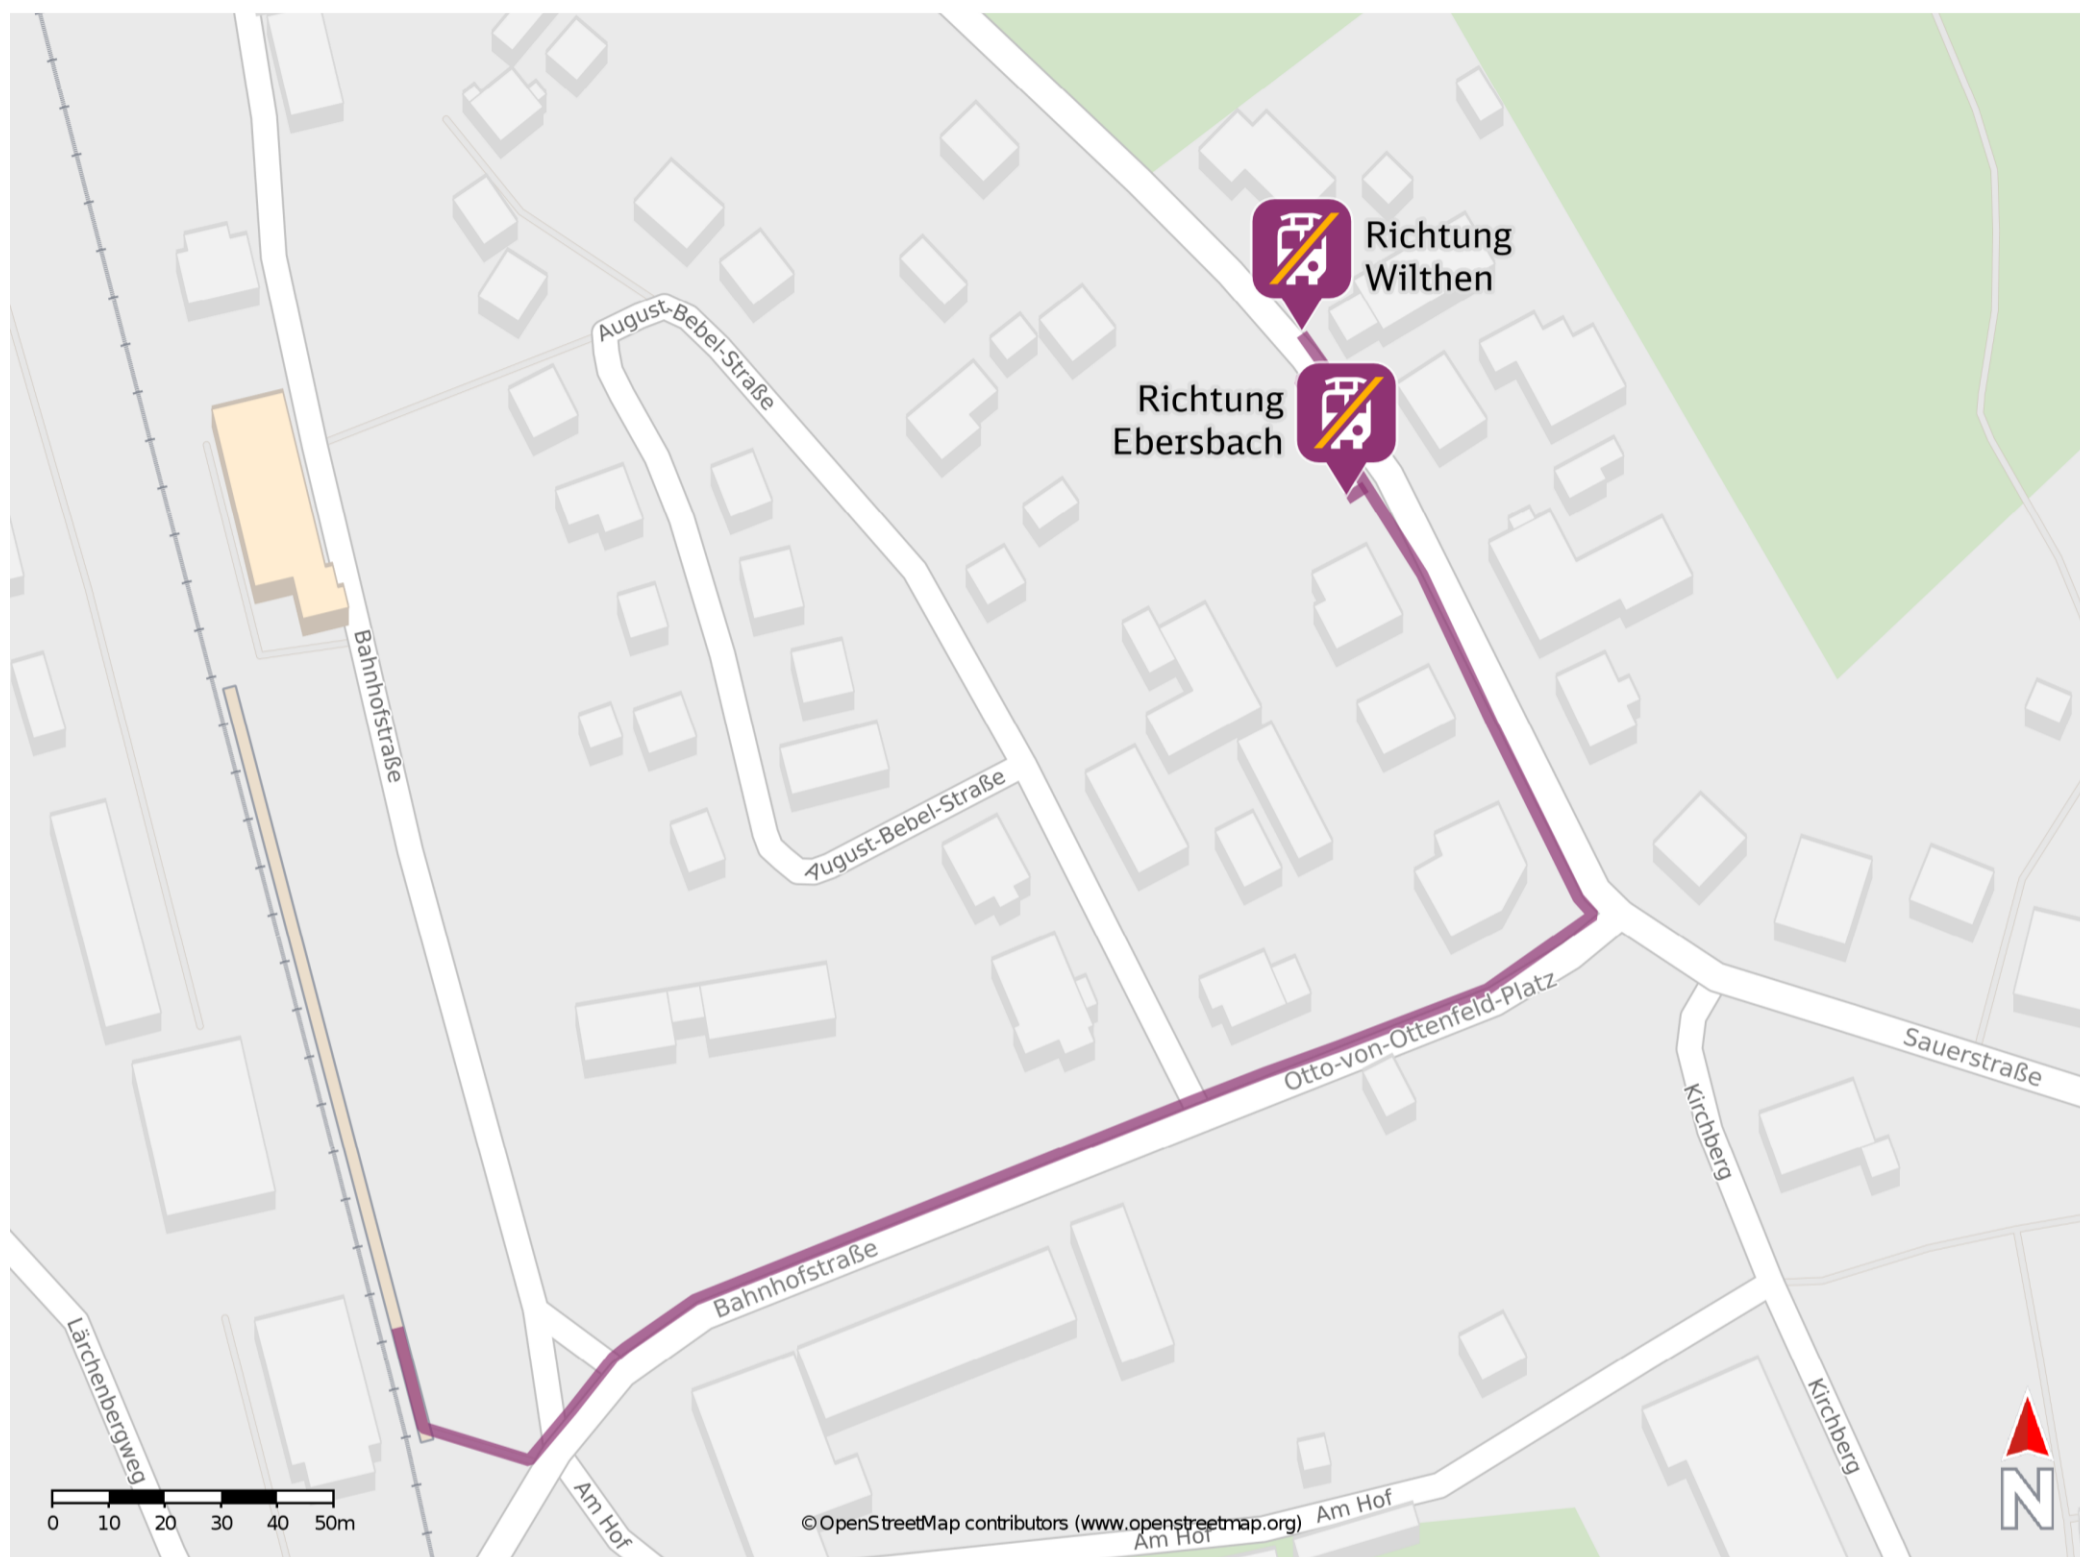 Richtung
Wilthen
Richtung
Ebersbach
August-Bebel-Straße
Bahnhofstraße
August-Bebel-Straße
Otto-von-Ottenfeld-Platz
Sauerstraße
Kirchberg
Bahnhofstraße
Lärchenbergweg
Kirchberg
Am Hof
Am Hof
Am Hof
0 10 20 30 40 50m
©OpenStreetMap contributors (www.openstreetmap.org)
N